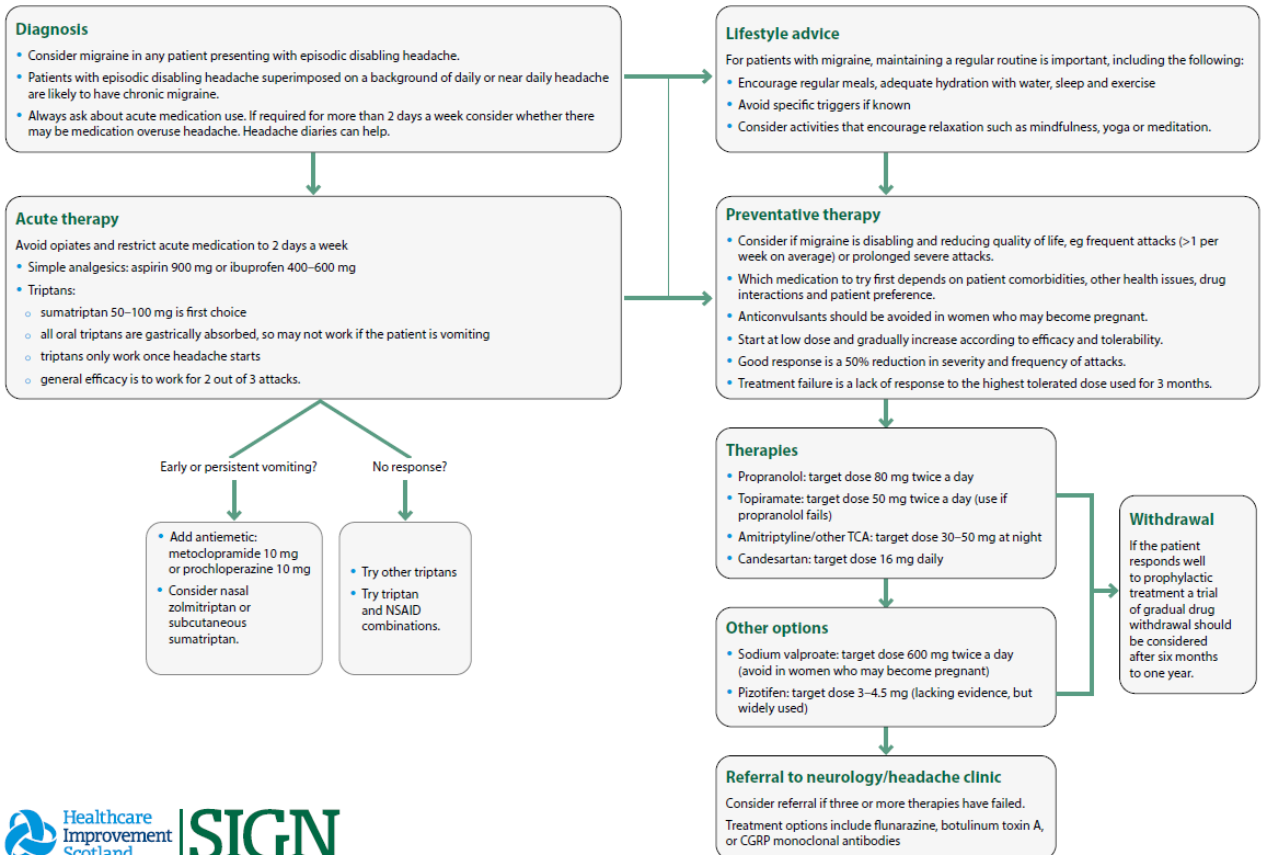 Diagnosis
• Consider migraine in any patient presenting with episodic disabling headache.
• Patients with episodic disabling headache superimposed on a background of daily or near daily headache
are likely to have chronic migraine.
• Always ask about acute medication use. If required for more than 2 days a week consider whether there
may be medication overuse headache. Headache diaries can help.
Lifestyle advice
For patients with migraine, maintaining a regular routine is important, including the following:
• Encourage regular meals, adequate hydration with water, sleep and exercise
• Avoid specific triggers if known
• Consider activities that encourage relaxation such as mindfulness, yoga or meditation.
Acute therapy
Avoid opiates and restrict acute medication to 2 days a week
• Simple analgesics: aspirin 900 mg or ibuprofen 400–600 mg
• Triptans:
○ sumatriptan 50–100 mg is first choice
○ all oral triptans are gastrically absorbed, so may not work if the patient is vomiting
○ triptans only work once headache starts
○ general efficacy is to work for 2 out of 3 attacks.
Early or persistent vomiting?
No response?
• Add antiemetic:
metoclopramide 10 mg
or prochloperazine 10 mg
• Consider nasal
zolmitriptan or
subcutaneous
sumatriptan.
• Try other triptans
• Try triptan
and NSAID
combinations.
Preventative therapy
• Consider if migraine is disabling and reducing quality of life, eg frequent attacks (>1 per
week on average) or prolonged severe attacks.
• Which medication to try first depends on patient comorbidities, other health issues, drug
interactions and patient preference.
• Anticonvulsants should be avoided in women who may become pregnant.
• Start at low dose and gradually increase according to efficacy and tolerability.
• Good response is a 50% reduction in severity and frequency of attacks.
• Treatment failure is a lack of response to the highest tolerated dose used for 3 months.
Therapies
• Propranolol: target dose 80 mg twice a day
• Topiramate: target dose 50 mg twice a day (use if
propranolol fails)
• Amitriptyline/other TCA: target dose 30–50 mg at night
• Candesartan: target dose 16 mg daily
Other options
• Sodium valproate: target dose 600 mg twice a day
(avoid in women who may become pregnant)
• Pizotifen: target dose 3–4.5 mg (lacking evidence, but
widely used)
Withdrawal
If the patient
responds well
to prophylactic
treatment a trial
of gradual drug
withdrawal should
be considered
after six months
to one year.
Referral to neurology/headache clinic
Consider referral if three or more therapies have failed.
Treatment options include flunarazine, botulinum toxin A,
or CGRP monoclonal antibodies
Healthcare
Improvement
Scotland
SIGN